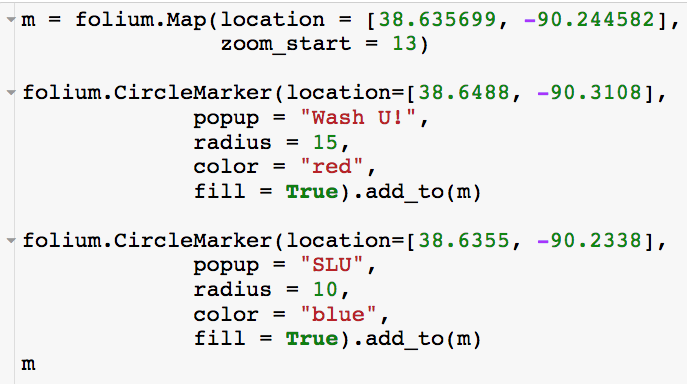 m = folium.Map(location = [38.635699, -90.244582],
               zoom_start = 13)

folium.CircleMarker(location=[38.6488, -90.3108],
             popup = "Wash U!",
             radius = 15,
             color = "red",
             fill = True).add_to(m)

folium.CircleMarker(location=[38.6355, -90.2338],
             popup = "SLU",
             radius = 10,
             color = "blue",
             fill = True).add_to(m)
m